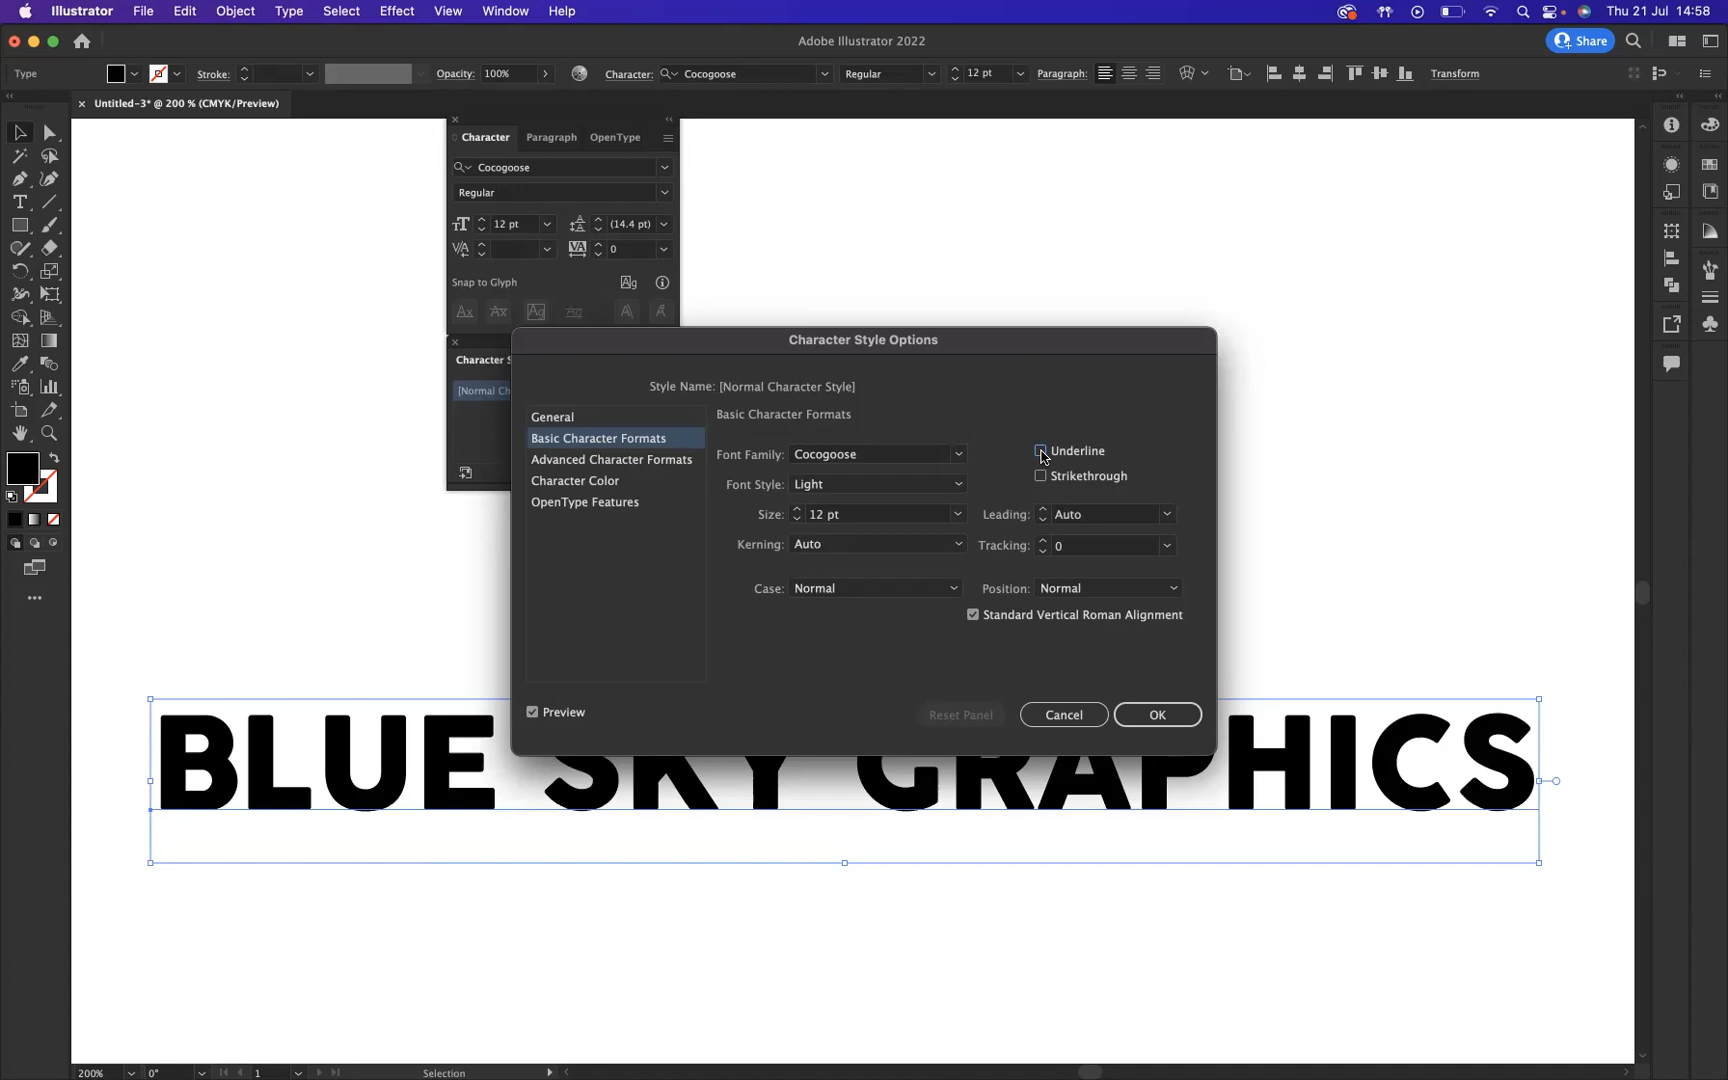 Illustrator File Edit Object Type Select Effect View Window Help Thu 21 Jul 14:58
Adobe Illustrator 2022 Share
Type Stroke: Opacity: 100% Character: Cocogoose Regular 12 pt Paragraph: Transform
× Untitled-3* @ 200 % (CMYK/Preview)
Character Paragraph OpenType
Cocogoose
Regular
12 pt (14.4 pt)
0
Snap to Glyph
Character Style Options
Character S
Style Name: [Normal Character Style]
[Normal Ch
General Basic Character Formats
Basic Character Formats
Advanced Character Formats
Character Color
OpenType Features
Font Family: Cocogoose Underline
Font Style: Light Strikethrough
Size: 12 pt Leading: Auto
Kerning: Auto Tracking: 0
Case: Normal Position: Normal
Standard Vertical Roman Alignment
Preview Reset Panel Cancel OK
BLUE SKY GRAPHICS
200% 0° 1 Selection